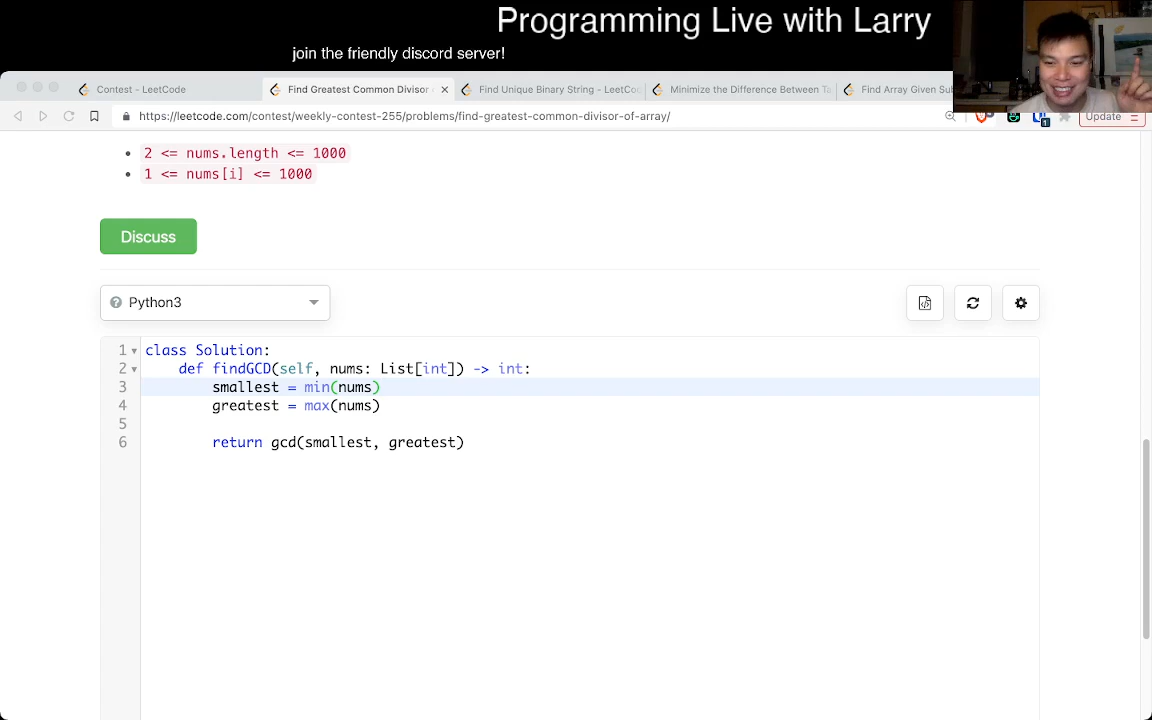 Programming Live with Larry
join the friendly discord server!
Contest - LeetCode
Find Greatest Common Divisor
Find Unique Binary String - LeetCo
Minimize the Difference Between Ta
Find Array Given Su
https://leetcode.com/contest/weekly-contest-255/problems/find-greatest-common-divisor-of-array/
Update
2 <= nums.length <= 1000
1 <= nums[i] <= 1000
Discuss
Python3
1 class Solution:
2 def findGCD(self, nums: List[int]) -> int:
3 smallest = min(nums)
4 greatest = max(nums)
5
6 return gcd(smallest, greatest)